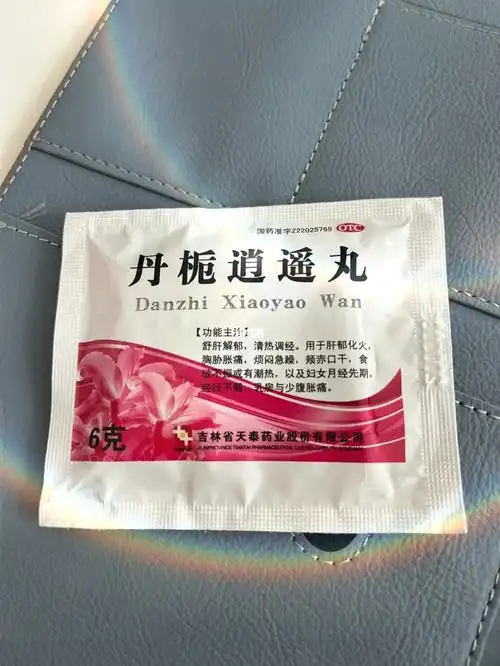 国药准字Z22025769 OTC
丹栀逍遥丸
Danzhi Xiaoyao Wan
【功能主治】
舒肝解郁，清热调经。用于肝郁化火，
胸胁胀痛，烦闷急躁，颊赤口干，食
或有潮热，以及妇女月经先期，
经行不畅，乳房与少腹胀痛。
6克
吉林省天泰药业股份有限公司